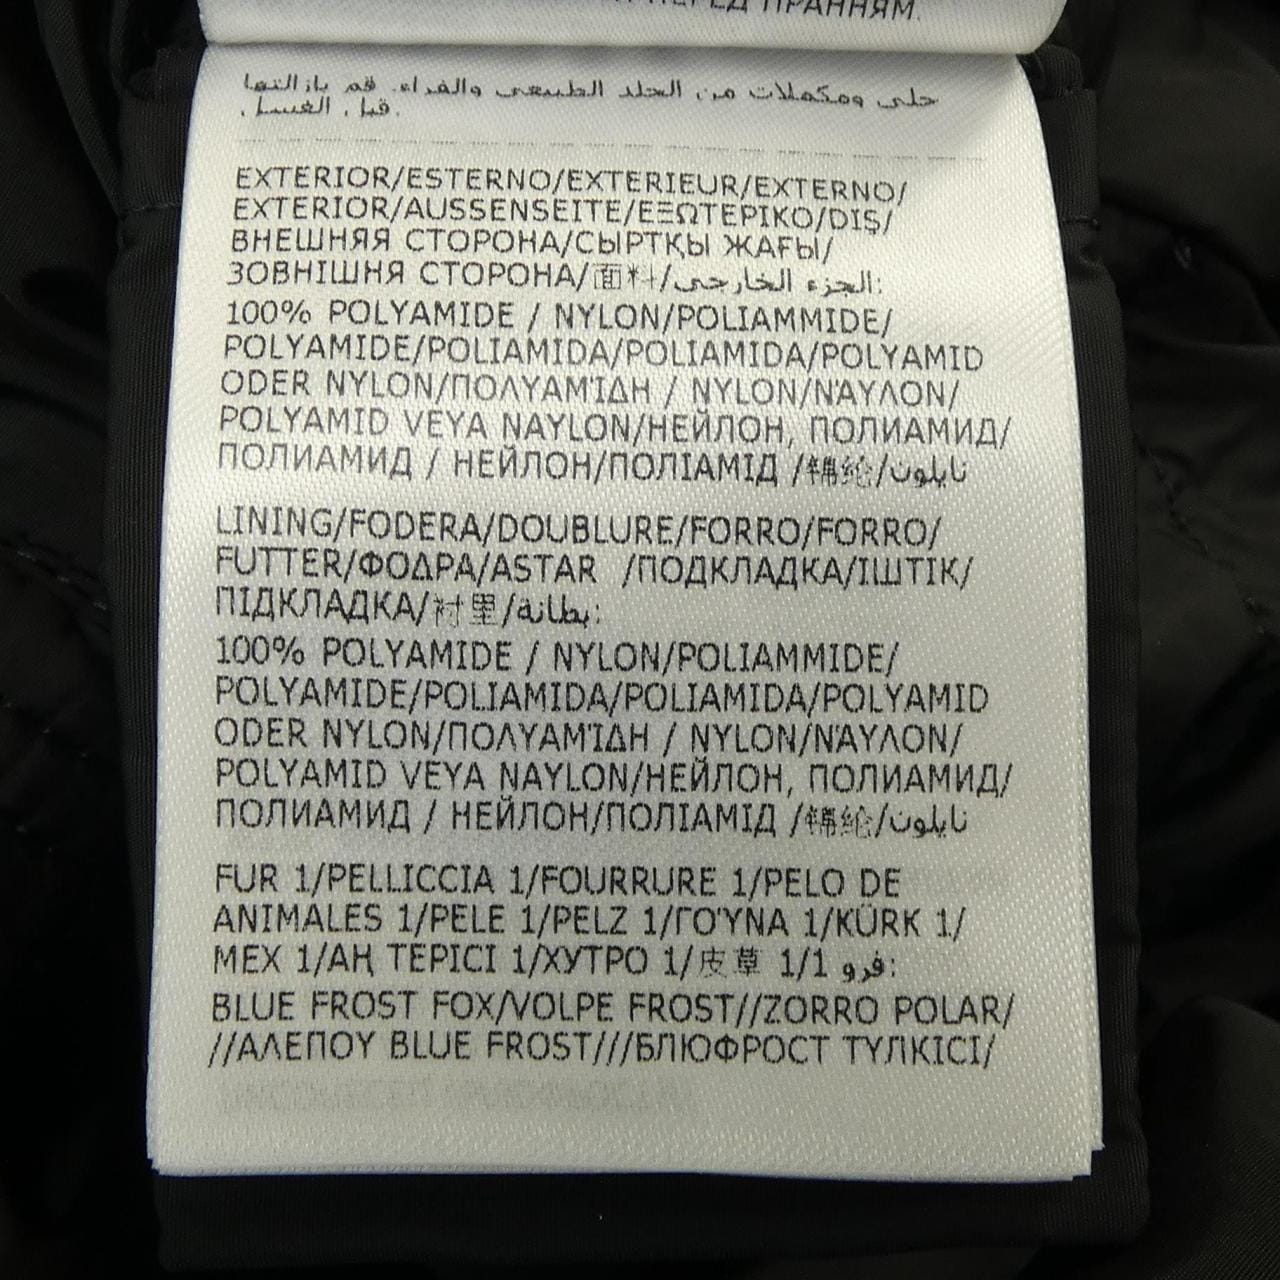 ПЕРЕД ПРАННЯМ.
حلي ومكملات من الجلد الطبيعي والفراء. قم بازالتها
قبل الغسل.
EXTERIOR/ESTERNO/EXTERIEUR/EXTERNO/
EXTERIOR/AUSSENSEITE/ΕΞΩΤΕΡΙΚΟ/DIŞ/
ВНЕШНЯЯ СТОРОНА/СЫРТҚЫ ЖАҒЫ/
ЗОВНІШНЯ СТОРОНА/面料/الجزء الخارجي:
100% POLYAMIDE / NYLON/POLIAMMIDE/
POLYAMIDE/POLIAMIDA/POLIAMIDA/POLYAMID
ODER NYLON/ΠΟΛΥΑΜΊΔΗ / NYLON/ΝΆΥΛΟΝ/
POLYAMID VEYA NAYLON/НЕЙЛОН, ПОЛИАМИД/
ПОЛИАМИД / НЕЙЛОН/ПОЛІАМІД /锦纶/نايلون
LINING/FODERA/DOUBLURE/FORRO/FORRO/
FUTTER/ΦΟΔΡΑ/ASTAR /ПОДКЛАДКА/ІШТІК/
ПІДКЛАДКА/衬里/بطانة:
100% POLYAMIDE / NYLON/POLIAMMIDE/
POLYAMIDE/POLIAMIDA/POLIAMIDA/POLYAMID
ODER NYLON/ΠΟΛΥΑΜΊΔΗ / NYLON/ΝΆΥΛΟΝ/
POLYAMID VEYA NAYLON/НЕЙЛОН, ПОЛИАМИД/
ПОЛИАМИД / НЕЙЛОН/ПОЛІАМІД /锦纶/نايلون
FUR 1/PELLICCIA 1/FOURRURE 1/PELO DE
ANIMALES 1/PELE 1/PELZ 1/ΓΟΎΝΑ 1/KÜRK 1/
МЕХ 1/АҢ ТЕРІСІ 1/ХУТРО 1/皮草 1/1 فرو:
BLUE FROST FOX/VOLPE FROST//ZORRO POLAR/
//ΑΛΕΠΟΥ BLUE FROST///БЛЮФРОСТ ТҮЛКІСІ/